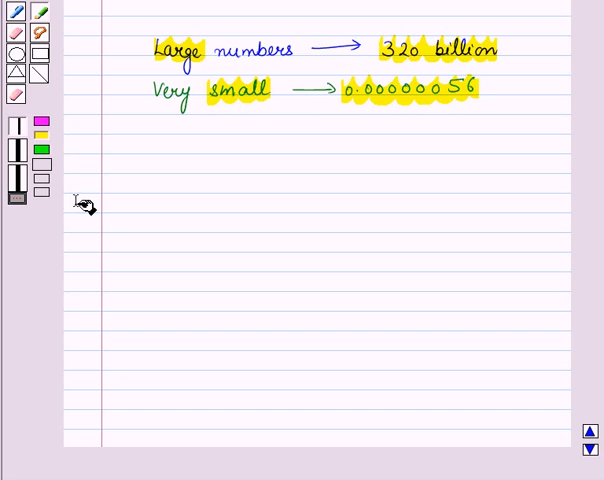 Large numbers → 320 billion
Very small → 0.00000056